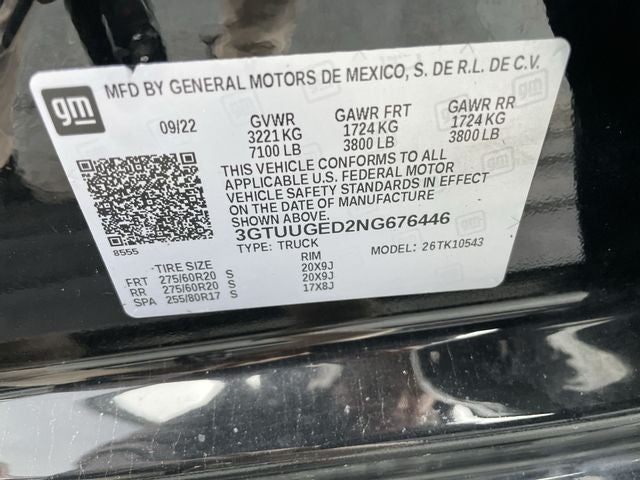 gm
MFD BY GENERAL MOTORS DE MEXICO, S. DE R.L. DE C.V.
09/22 GVWR GAWR FRT GAWR RR
3221 KG 1724 KG 1724 KG
7100 LB 3800 LB 3800 LB
THIS VEHICLE CONFORMS TO ALL
APPLICABLE U.S. FEDERAL MOTOR
VEHICLE SAFETY STANDARDS IN EFFECT
ON THE DATE OF MANUFACTURE
SHOWN ABOVE.
8555
3GTUUGED2NG676446
TYPE: TRUCK MODEL: 26TK10543
TIRE SIZE RIM
FRT 275/60R20 S 20X9J
RR 275/60R20 S 20X9J
SPA 255/80R17 S 17X8J